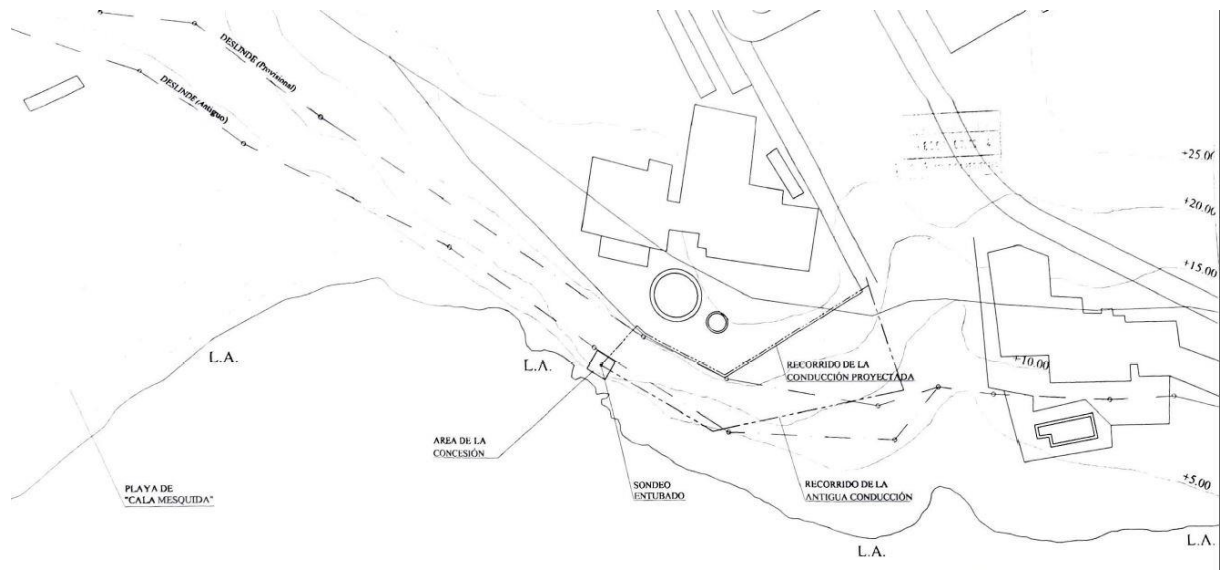 DESLINDE (Provisional)
DESLINDE (Antiguo)
+25.00
+20.00
+15.00
L.A.
L.A.
RECORRIDO DE LA
CONDUCCIÓN PROYECTADA
+10.00
AREA DE LA
CONCESIÓN
PLAYA DE
"CALA MESQUIDA"
SONDEO
ENTUBADO
RECORRIDO DE LA
ANTIGUA CONDUCCIÓN
+5.00
L.A.
L.A.